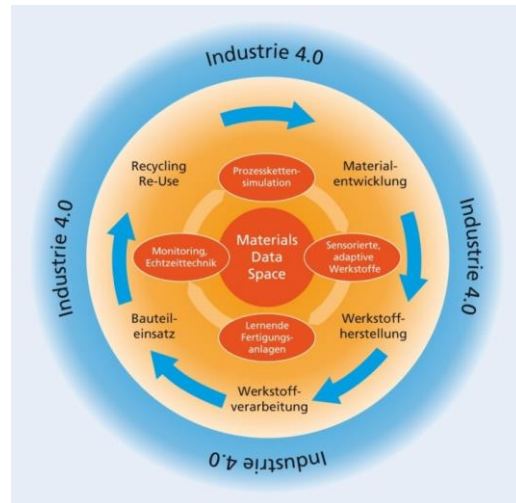 Industrie 4.0
Recycling
Re-Use
Prozessketten-
simulation
Material-
entwicklung
Industrie 4.0
Monitoring,
Echtzeittechnik
Materials
Data
Space
Sensorierte,
adaptive
Werkstoffe
Industrie 4.0
Bauteil-
einsatz
Lernende
Fertigungs-
anlagen
Werkstoff-
herstellung
Werkstoff-
verarbeitung
Industrie 4.0